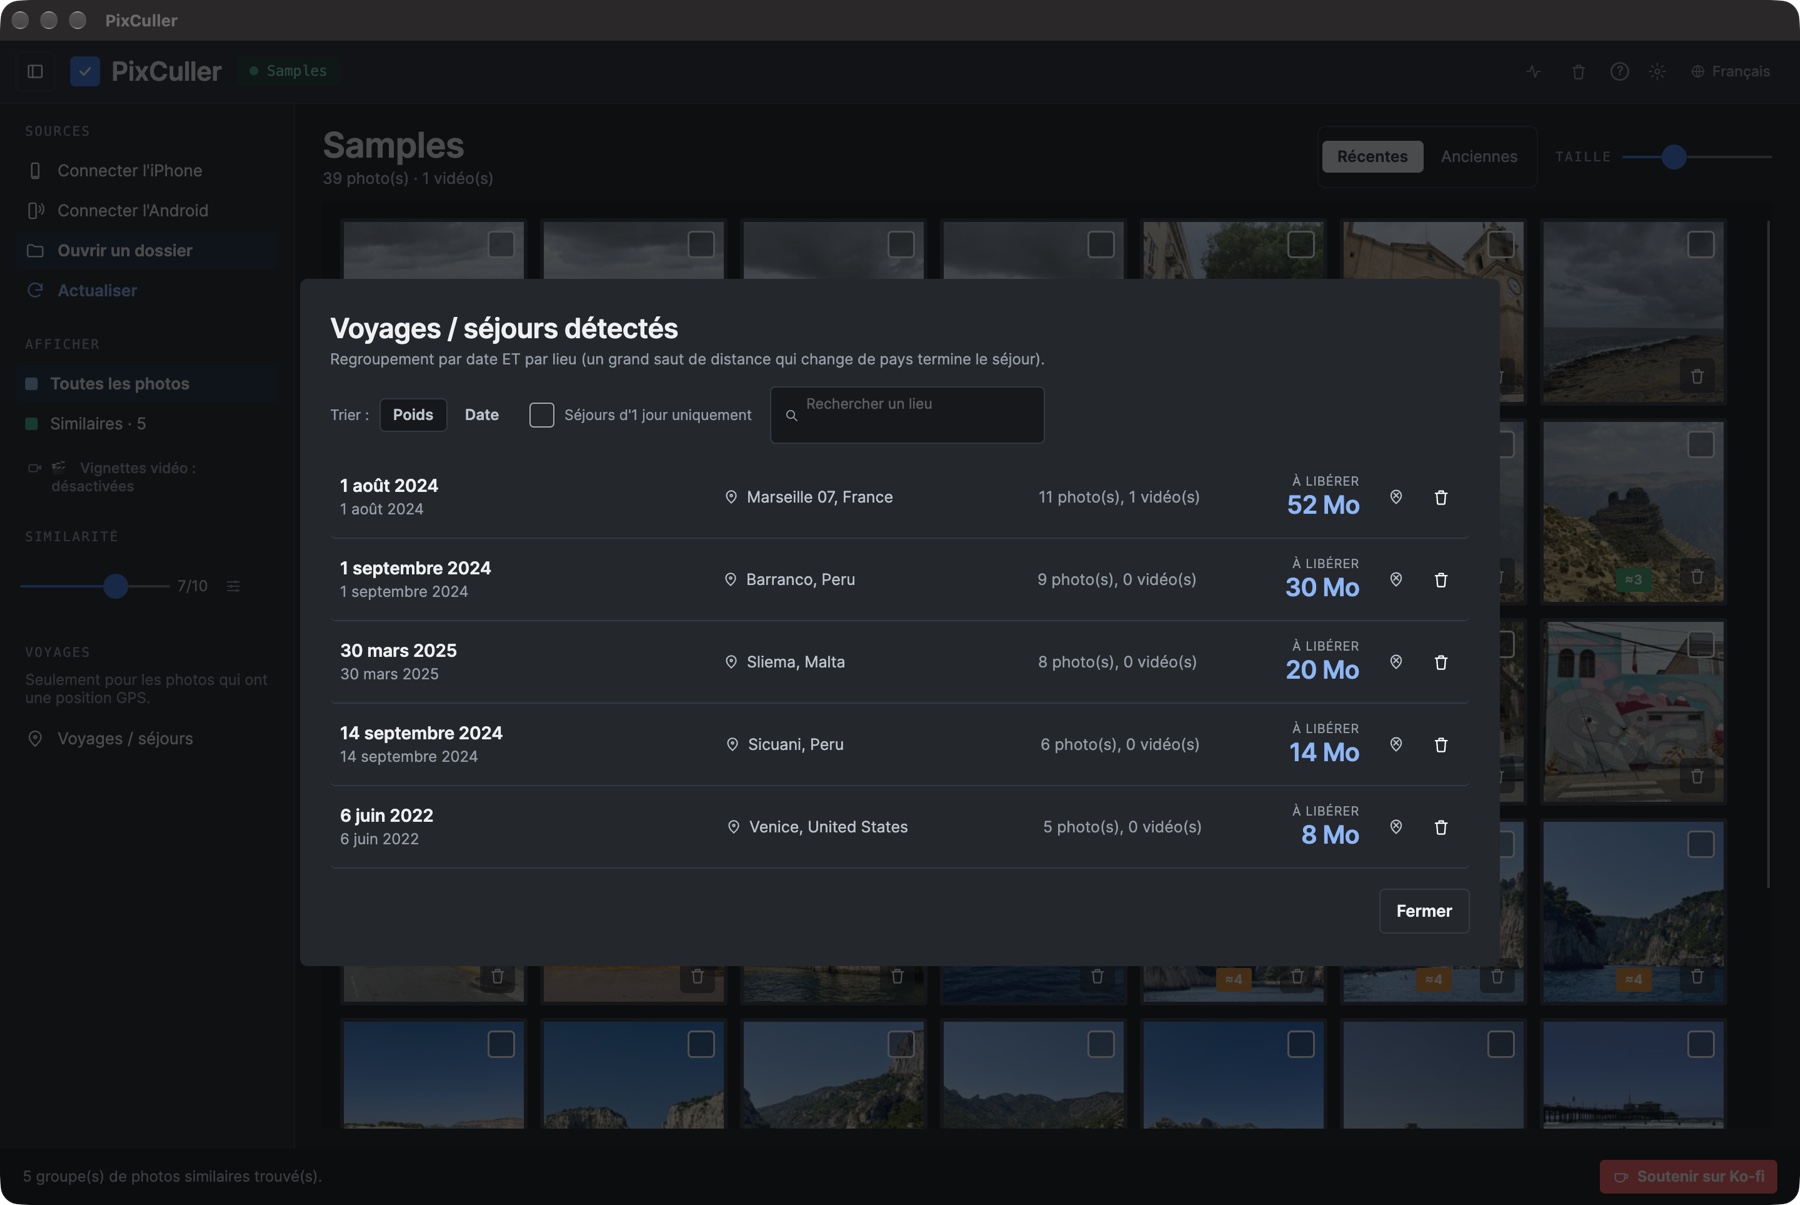 PixCuller
PixCuller
Samples
Français
SOURCES
Connecter l'iPhone
Connecter l'Android
Ouvrir un dossier
Actualiser
AFFICHER
Toutes les photos
Similaires · 5
Vignettes vidéo :
désactivées
SIMILARITÉ
7/10
VOYAGES
Seulement pour les photos qui ont
une position GPS.
Voyages / séjours
Samples
39 photo(s) · 1 vidéo(s)
Récentes
Anciennes
TAILLE
Voyages / séjours détectés
Regroupement par date ET par lieu (un grand saut de distance qui change de pays termine le séjour).
Trier :
Poids
Date
Séjours d'1 jour uniquement
Rechercher un lieu
1 août 2024
1 août 2024
Marseille 07, France
11 photo(s), 1 vidéo(s)
À LIBÉRER
52 Mo
1 septembre 2024
1 septembre 2024
Barranco, Peru
9 photo(s), 0 vidéo(s)
À LIBÉRER
30 Mo
30 mars 2025
30 mars 2025
Sliema, Malta
8 photo(s), 0 vidéo(s)
À LIBÉRER
20 Mo
14 septembre 2024
14 septembre 2024
Sicuani, Peru
6 photo(s), 0 vidéo(s)
À LIBÉRER
14 Mo
6 juin 2022
6 juin 2022
Venice, United States
5 photo(s), 0 vidéo(s)
À LIBÉRER
8 Mo
Fermer
≈3
≈4
≈4
≈4
5 groupe(s) de photos similaires trouvé(s).
Soutenir sur Ko-fi